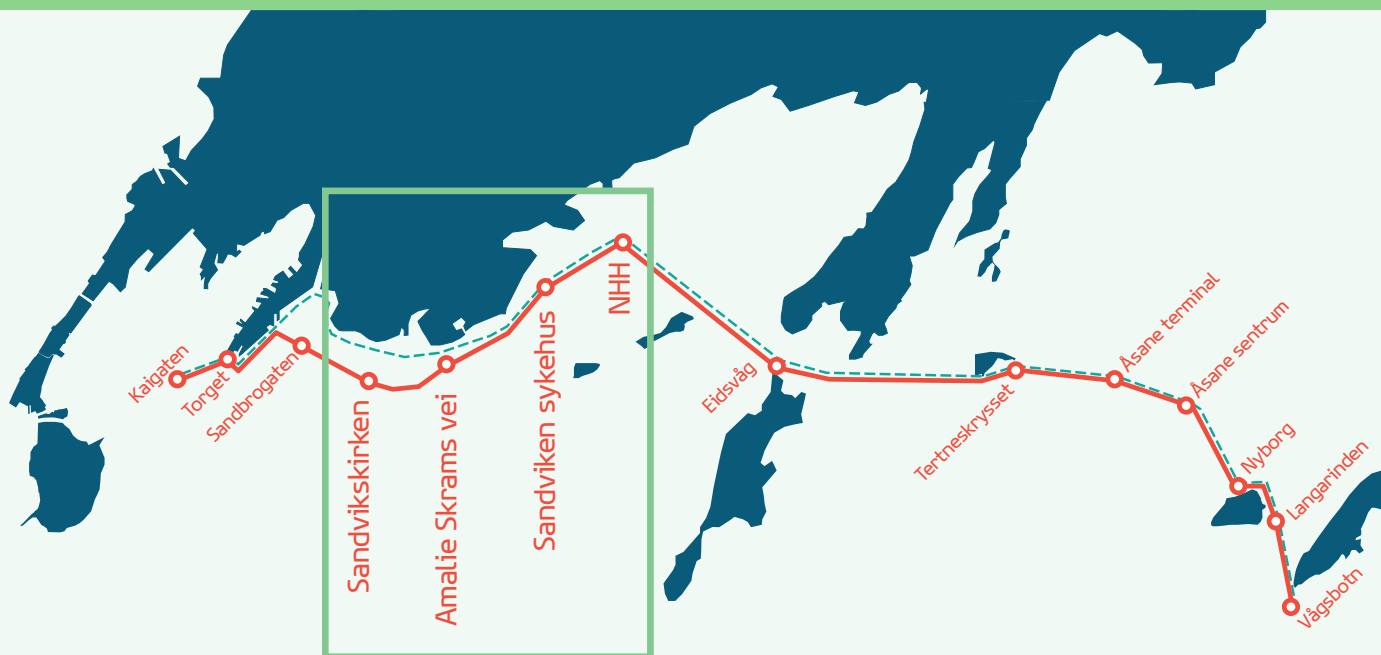 Kaigaten
Torget
Sandbrogaten
Sandvikskirken
Amalie Skrams vei
Sandviken sykehus
NHH
Eidsvåg
Tertneskrysset
Åsane terminal
Åsane sentrum
Nyborg
Langarinden
Vågsbotn